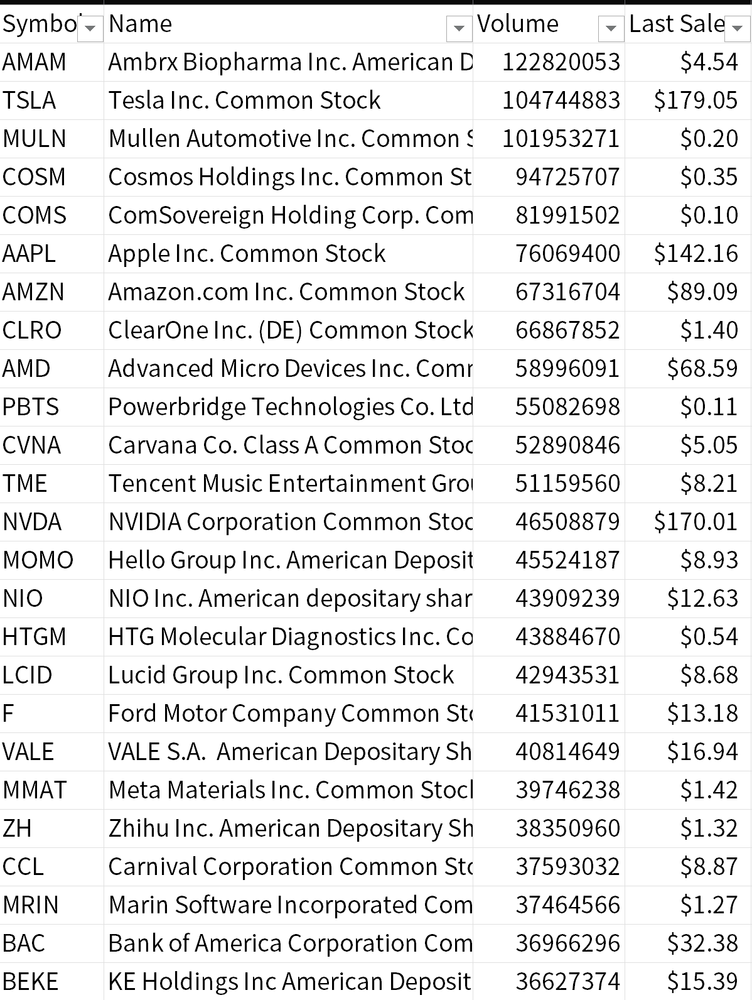 Symbol Name Volume Last Sale
AMAM Ambrx Biopharma Inc. American D 122820053 $4.54
TSLA Tesla Inc. Common Stock 104744883 $179.05
MULN Mullen Automotive Inc. Common S 101953271 $0.20
COSM Cosmos Holdings Inc. Common St 94725707 $0.35
COMS ComSovereign Holding Corp. Com 81991502 $0.10
AAPL Apple Inc. Common Stock 76069400 $142.16
AMZN Amazon.com Inc. Common Stock 67316704 $89.09
CLRO ClearOne Inc. (DE) Common Stock 66867852 $1.40
AMD Advanced Micro Devices Inc. Comm 58996091 $68.59
PBTS Powerbridge Technologies Co. Ltd 55082698 $0.11
CVNA Carvana Co. Class A Common Stoc 52890846 $5.05
TME Tencent Music Entertainment Grou 51159560 $8.21
NVDA NVIDIA Corporation Common Stoc 46508879 $170.01
MOMO Hello Group Inc. American Deposit 45524187 $8.93
NIO NIO Inc. American depositary shar 43909239 $12.63
HTGM HTG Molecular Diagnostics Inc. Co 43884670 $0.54
LCID Lucid Group Inc. Common Stock 42943531 $8.68
F Ford Motor Company Common Sto 41531011 $13.18
VALE VALE S.A.  American Depositary Sh 40814649 $16.94
MMAT Meta Materials Inc. Common Stock 39746238 $1.42
ZH Zhihu Inc. American Depositary Sh 38350960 $1.32
CCL Carnival Corporation Common Sto 37593032 $8.87
MRIN Marin Software Incorporated Com 37464566 $1.27
BAC Bank of America Corporation Com 36966296 $32.38
BEKE KE Holdings Inc American Deposit 36627374 $15.39